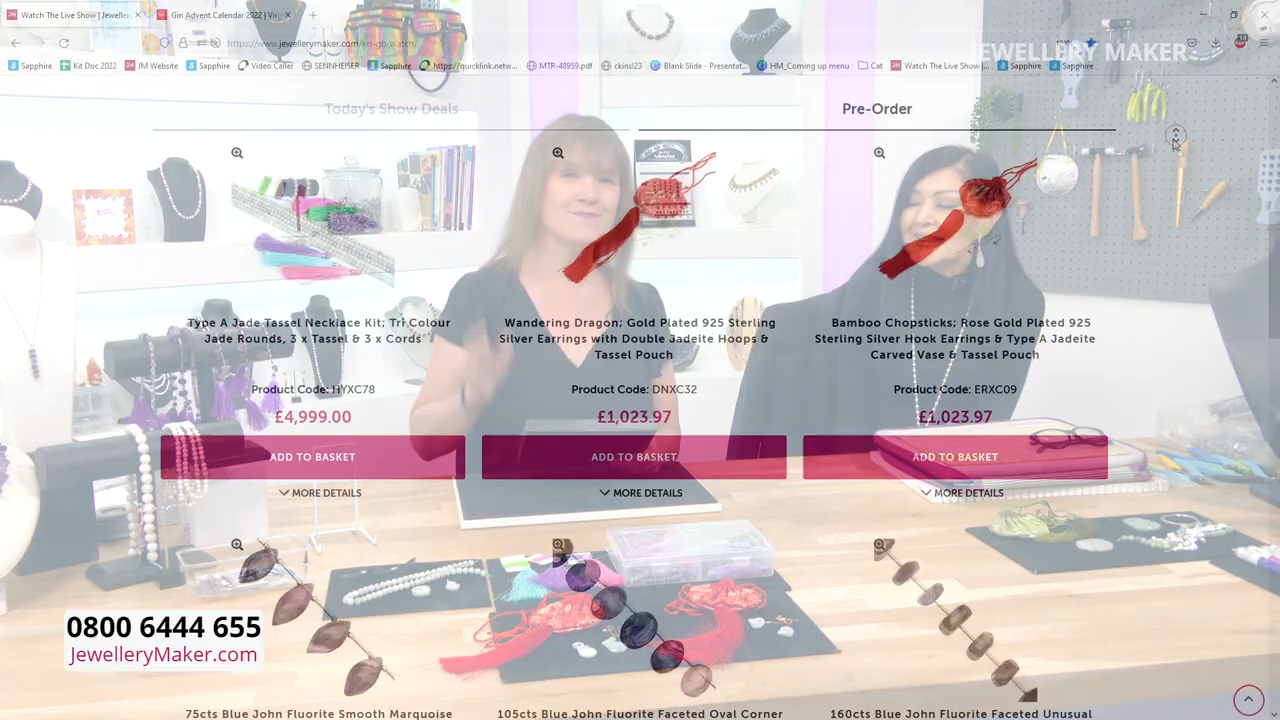 Watch The Live Show | Jewelle
Gin Advent Calendar 2022 | Vir
https://www.jewellerymaker.com/en-gb/watch/
JEWELLERY MAKER
Sapphire
Kit Doc 2022
JM Website
Sapphire
Video Caller
SENNHEISER
Sapphire
https://quicklink.netw...
MTR-48959.pdf
ckins!23
Blank Slide - Presentat...
HM_Coming up menu
Cat
Watch The Live Show |...
Sapphire
Sapphire
Today's Show Deals
Pre-Order
Type A Jade Tassel Necklace Kit; Tri Colour
Jade Rounds, 3 x Tassel & 3 x Cords
Product Code: HYXC78
£4,999.00
ADD TO BASKET
MORE DETAILS
Wandering Dragon; Gold Plated 925 Sterling
Silver Earrings with Double Jadeite Hoops &
Tassel Pouch
Product Code: DNXC32
£1,023.97
ADD TO BASKET
MORE DETAILS
Bamboo Chopsticks; Rose Gold Plated 925
Sterling Silver Hook Earrings & Type A Jadeite
Carved Vase & Tassel Pouch
Product Code: ERXC09
£1,023.97
ADD TO BASKET
MORE DETAILS
0800 6444 655
JewelleryMaker.com
75cts Blue John Fluorite Smooth Marquoise
105cts Blue John Fluorite Faceted Oval Corner
160cts Blue John Fluorite Faceted Unusual